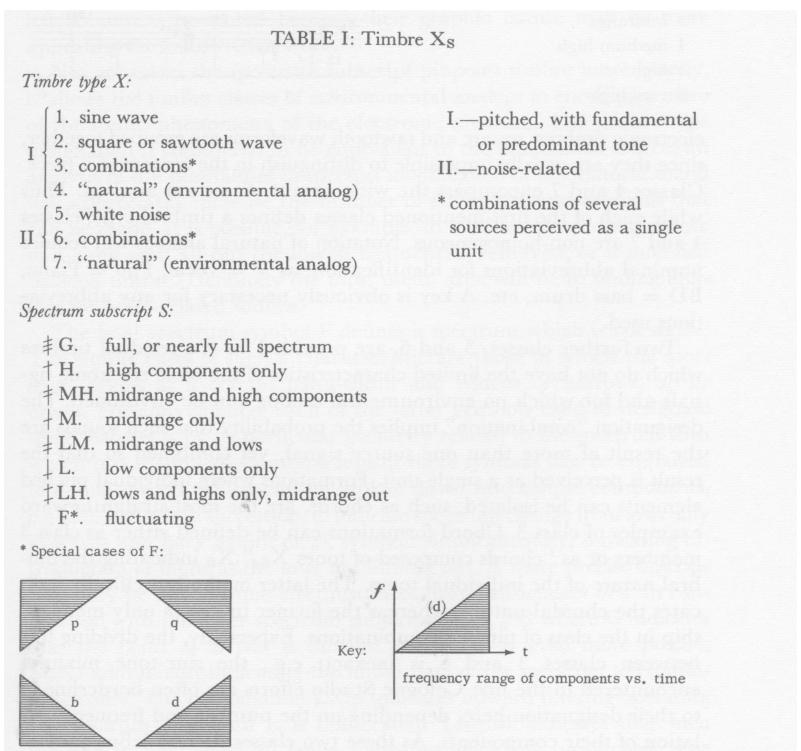 TABLE I: Timbre Xs
Timbre type X:
I
1. sine wave
2. square or sawtooth wave
3. combinations*
4. "natural" (environmental analog)
II
5. white noise
6. combinations*
7. "natural" (environmental analog)
I.—pitched, with fundamental
or predominant tone
II.—noise-related
* combinations of several
sources perceived as a single
unit
Spectrum subscript S:
G. full, or nearly full spectrum
H. high components only
MH. midrange and high components
M. midrange only
LM. midrange and lows
L. low components only
LH. lows and highs only, midrange out
F*. fluctuating
* Special cases of F:
p
q
b
d
Key:
f
(d)
t
frequency range of components vs. time